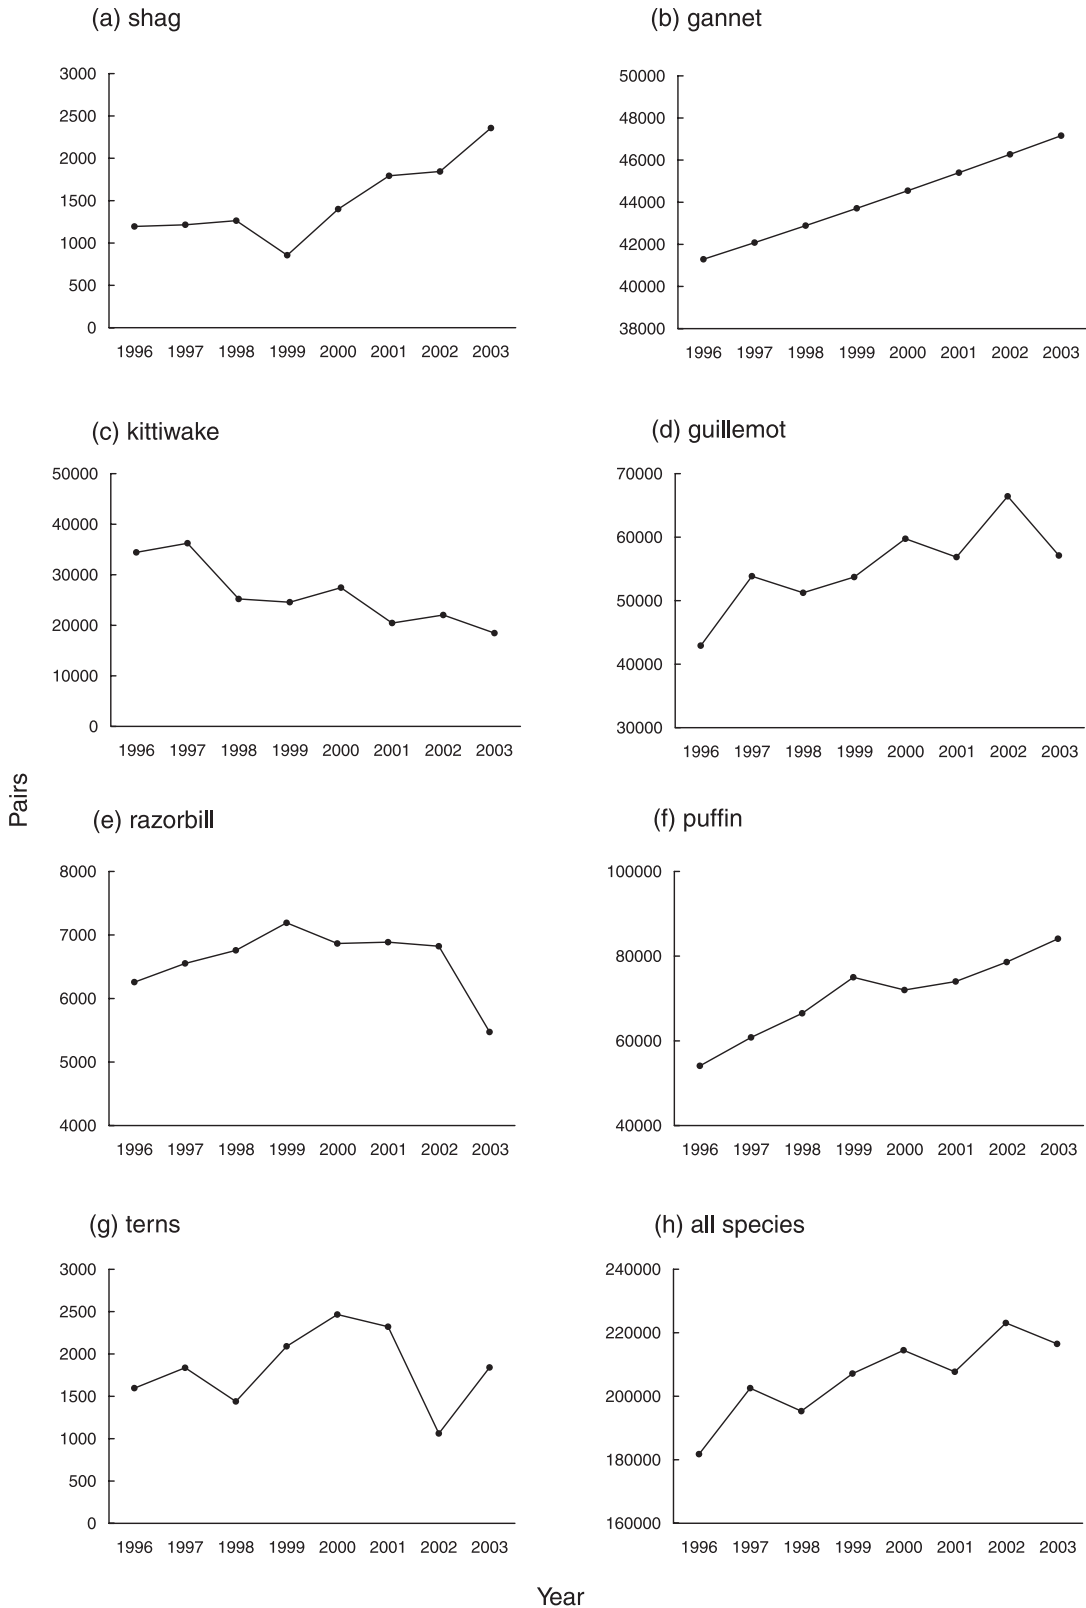 (a) shag
3000
2500
2000
1500
1000
500
0
1996 1997 1998 1999 2000 2001 2002 2003
(b) gannet
50000
48000
46000
44000
42000
40000
38000
1996 1997 1998 1999 2000 2001 2002 2003
(c) kittiwake
50000
40000
30000
20000
10000
0
1996 1997 1998 1999 2000 2001 2002 2003
(d) guillemot
70000
60000
50000
40000
30000
1996 1997 1998 1999 2000 2001 2002 2003
Pairs
(e) razorbill
8000
7000
6000
5000
4000
1996 1997 1998 1999 2000 2001 2002 2003
(f) puffin
100000
80000
60000
40000
1996 1997 1998 1999 2000 2001 2002 2003
(g) terns
3000
2500
2000
1500
1000
500
0
1996 1997 1998 1999 2000 2001 2002 2003
(h) all species
240000
220000
200000
180000
160000
1996 1997 1998 1999 2000 2001 2002 2003
Year